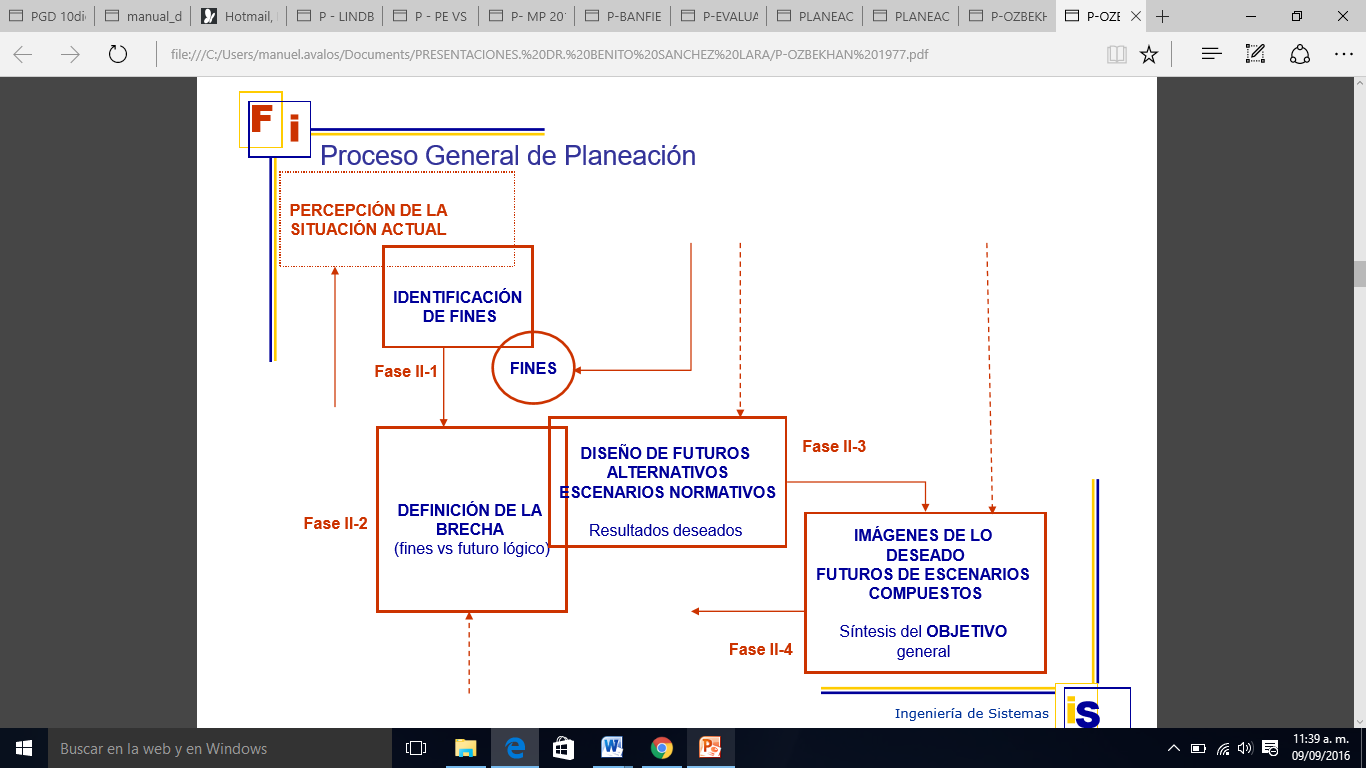 PGD 10di
manual_d
Hotmail,
P - LINDB
P - PE VS
P- MP 20
P-BANFIE
P-EVALUA
PLANEAC
PLANEAC
P-OZBEKH
P-OZE
file:///C:/Users/manuel.avalos/Documents/PRESENTACIONES.%20DR.%20BENITO%20SANCHEZ%20LARA/P-OZBEKHAN%201977.pdf
Fi
Proceso General de Planeación
PERCEPCIÓN DE LA
SITUACIÓN ACTUAL
IDENTIFICACIÓN
DE FINES
Fase II-1
FINES
DISEÑO DE FUTUROS
ALTERNATIVOS
ESCENARIOS NORMATIVOS
Resultados deseados
Fase II-3
Fase II-2
DEFINICIÓN DE LA
BRECHA
(fines vs futuro lógico)
IMÁGENES DE LO
DESEADO
FUTUROS DE ESCENARIOS
COMPUESTOS
Síntesis del OBJETIVO
general
Fase II-4
Ingeniería de Sistemas
is
Buscar en la web y en Windows
11:39 a. m.
09/09/2016